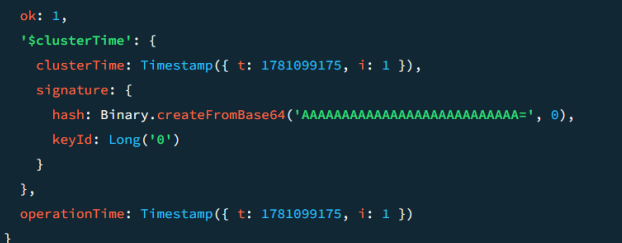 ok: 1,
'$clusterTime': {
clusterTime: Timestamp({ t: 1781099175, i: 1 }),
signature: {
hash: Binary.createFromBase64('AAAAAAAAAAAAAAAAAAAAAAAAAAA=', 0),
keyId: Long('0')
}
},
operationTime: Timestamp({ t: 1781099175, i: 1 })
}